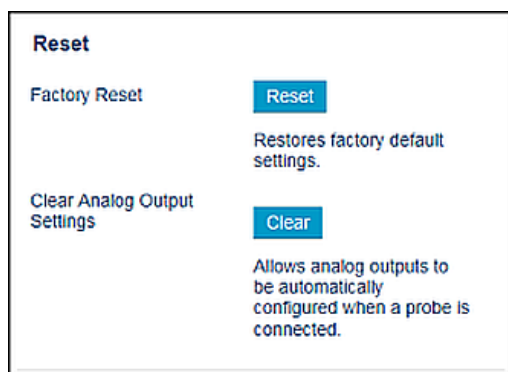 Reset
Factory Reset
Reset
Restores factory default
settings.
Clear Analog Output
Settings
Clear
Allows analog outputs to
be automatically
configured when a probe is
connected.